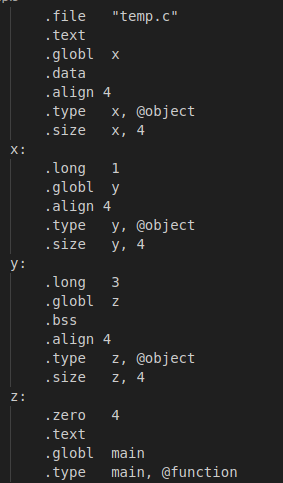 .file "temp.c"
.text
.globl x
.data
.align 4
.type x, @object
.size x, 4
x:
.long 1
.globl y
.align 4
.type y, @object
.size y, 4
y:
.long 3
.globl z
.bss
.align 4
.type z, @object
.size z, 4
z:
.zero 4
.text
.globl main
.type main, @function